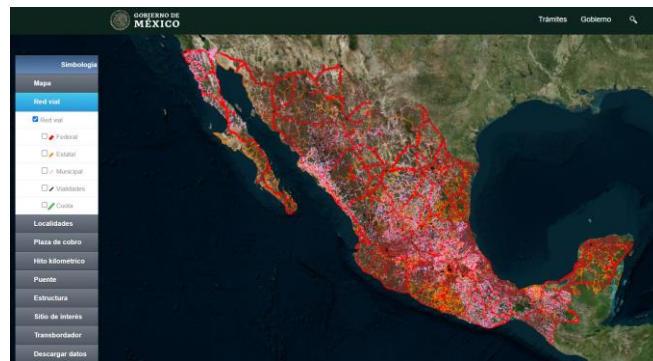 GOBIERNO DE
MÉXICO
Trámites Gobierno
Simbología
Mapa
Red vial
Red vial
Federal
Estatal
Municipal
Vialidades
Cuota
Localidades
Plaza de cobro
Hito kilométrico
Puente
Estructura
Sitio de interés
Transbordador
Descargar datos